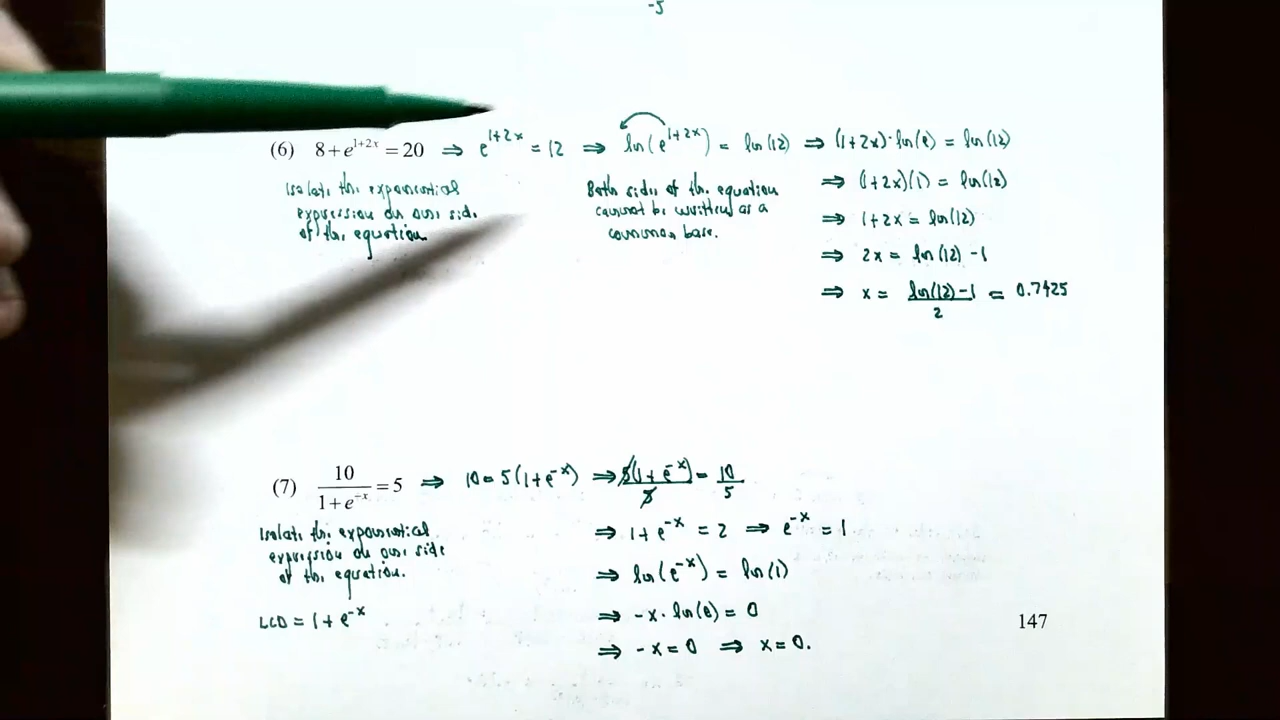 -5
(6) 8+e^{1+2x}=20 ⇒ e^{1+2x} = 12 ⇒ ln(e^{1+2x}) = ln(12) ⇒ (1+2x)·ln(e) = ln(12)
Isolate the exponential
expression on one side
of the equation.
Both sides of the equation
cannot be written as a
common base.
⇒ (1+2x)(1) = ln(12)
⇒ 1+2x = ln(12)
⇒ 2x = ln(12) -1
⇒ x = \frac{ln(12)-1}{2} = 0.7425
(7) \frac{10}{1+e^{-x}}=5 ⇒ 10=5(1+e^{-x}) ⇒ \frac{5(1+e^{-x})}{5} = \frac{10}{5}
Isolate the exponential
expression on one side
of the equation.
LCD = 1+e^{-x}
⇒ 1+e^{-x} = 2 ⇒ e^{-x} = 1
⇒ ln(e^{-x}) = ln(1)
⇒ -x·ln(e) = 0
⇒ -x=0 ⇒ x=0.
147